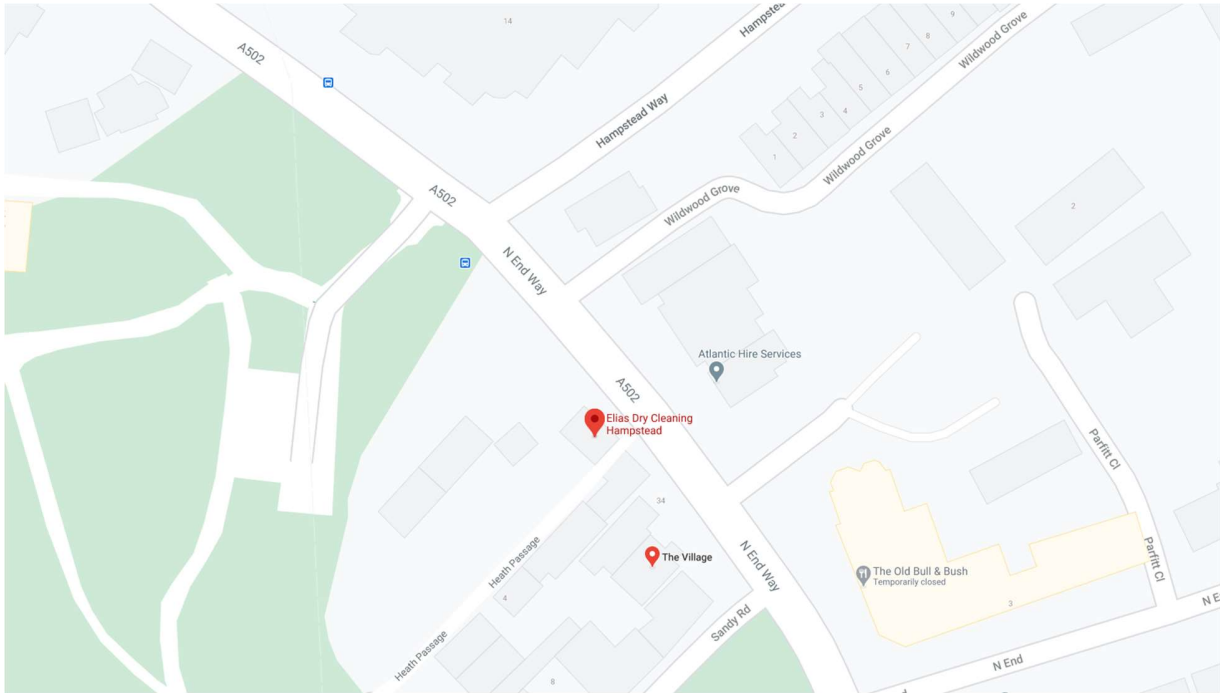 14
A502
Hampstea
9
8
7
6
5
4
3
2
1
Wildwood Grove
Hampstead Way
Wildwood Grove
Wildwood Grove
A502
2
N End Way
Atlantic Hire Services
A502
Elias Dry Cleaning
Hampstead
Parfitt Cl
34
Heath Passage
The Village
N End Way
Parfitt Cl
The Old Bull & Bush
Temporarily closed
4
3
N E
Sandy Rd
Heath Passage
N End
8